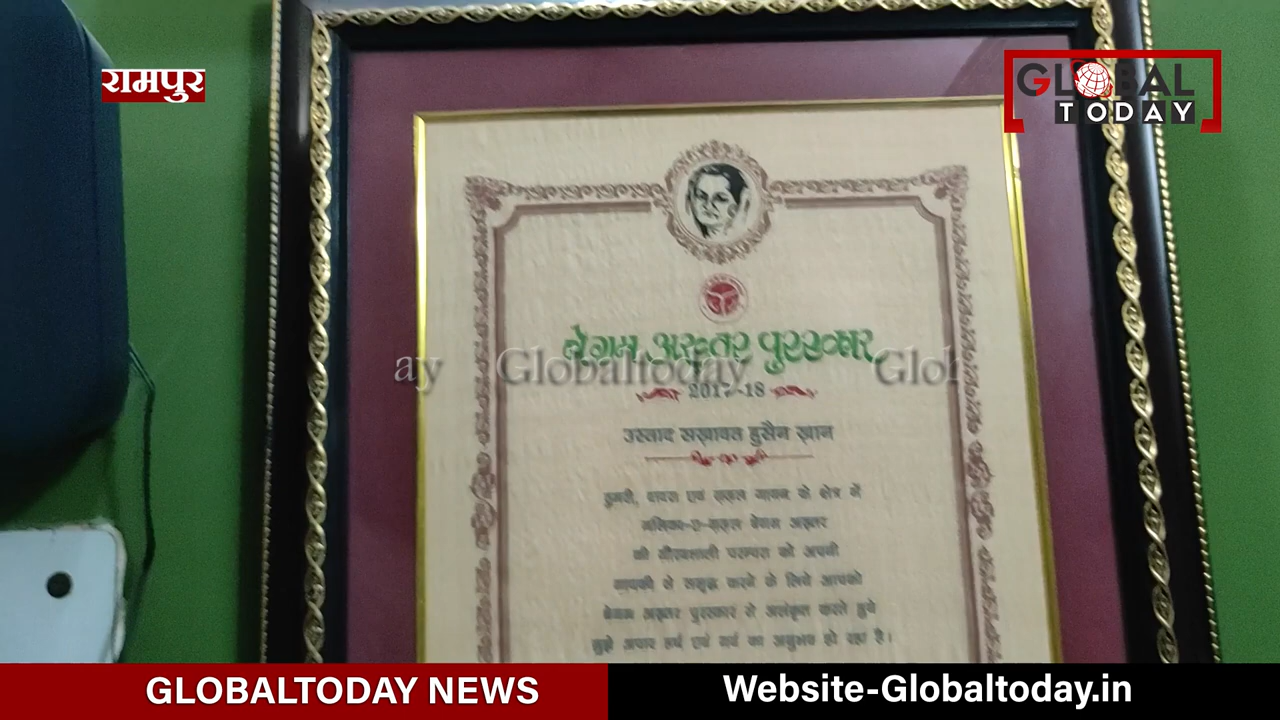 रामपुर
GLOBAL
TODAY
बेगम अख़्तर पुरस्कार
ay Globaltoday Glob
2017-18
उस्ताद सख़ावत हुसैन ख़ान
ठुमरी, दादरा एवं ग़ज़ल गायन के क्षेत्र में
मलिका-ए-ग़ज़ल बेगम अख़्तर
की गौरवशाली परम्परा को अपनी
गायकी से समृद्ध करने के लिये आपको
बेगम अख़्तर पुरस्कार से अलंकृत करते हुये
मुझे अपार हर्ष एवं गर्व का अनुभव हो रहा है।
GLOBALTODAY NEWS
Website-Globaltoday.in